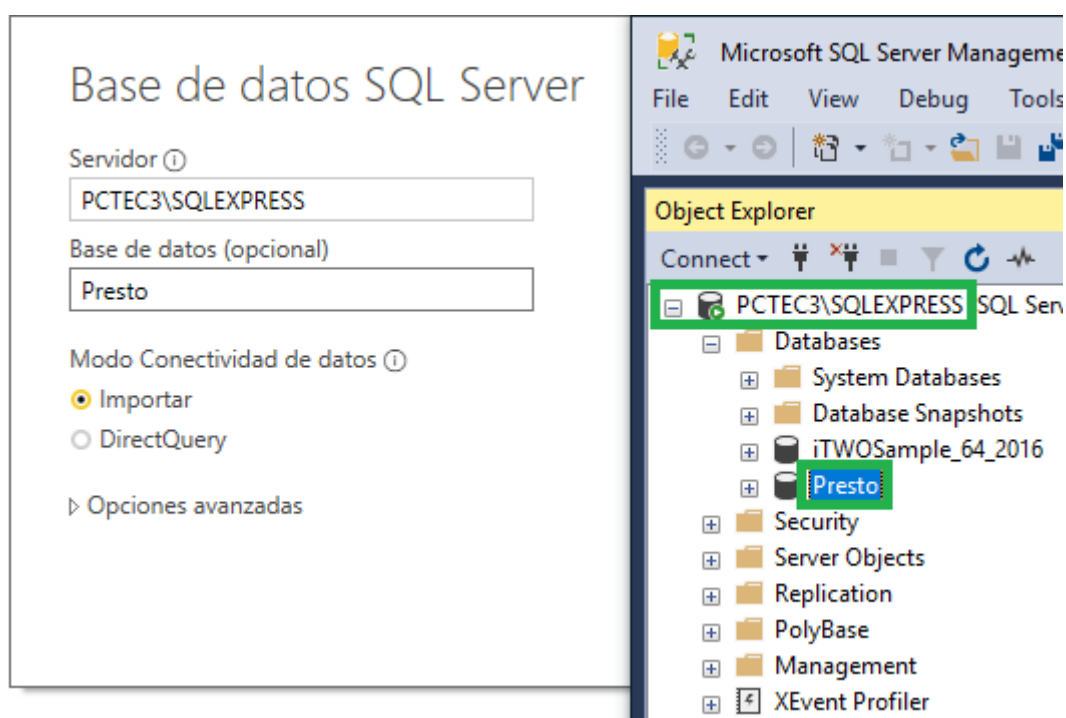 Base de datos SQL Server
Servidor
PCTEC3\SQLEXPRESS
Base de datos (opcional)
Presto
Modo Conectividad de datos
Importar
DirectQuery
Opciones avanzadas
Microsoft SQL Server Manageme
File Edit View Debug Tools
Object Explorer
Connect
PCTEC3\SQLEXPRESS SQL Serv
Databases
System Databases
Database Snapshots
iTWOSample_64_2016
Presto
Security
Server Objects
Replication
PolyBase
Management
XEvent Profiler